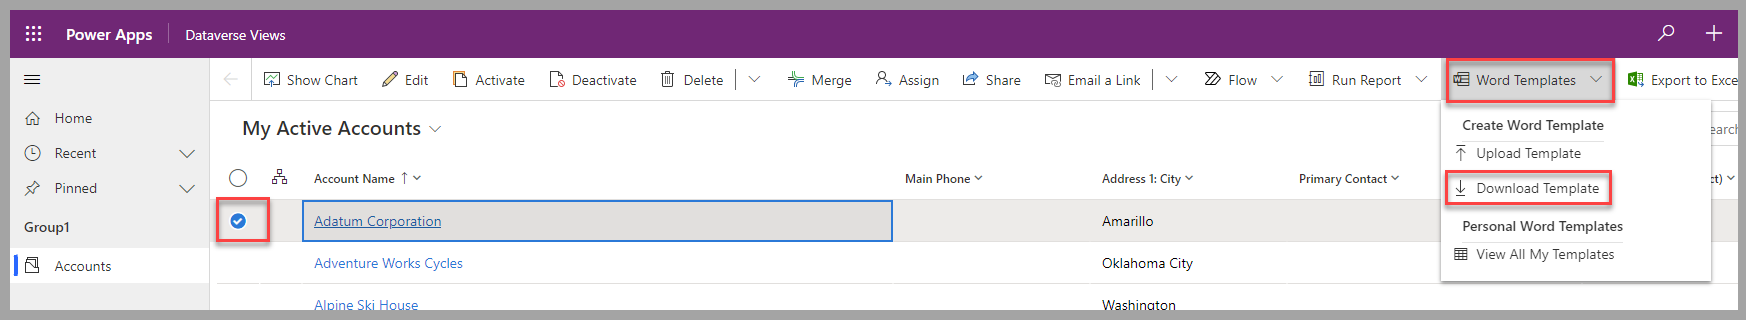 Power Apps Dataverse Views
Show Chart Edit Activate Deactivate Delete Merge Assign Share Email a Link Flow Run Report Word Templates Export to Exce
Home
Recent
Pinned
Group1
Accounts
My Active Accounts
Account Name Main Phone Address 1: City Primary Contact ct)
Adatum Corporation Amarillo
Adventure Works Cycles Oklahoma City
Alpine Ski House Washington
Create Word Template
Upload Template
Download Template
Personal Word Templates
View All My Templates
earch